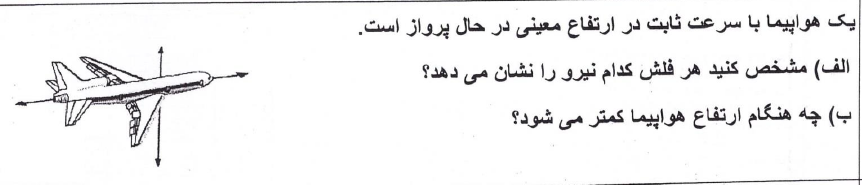 یک هواپیما با سرعت ثابت در ارتفاع معینی در حال پرواز است.
الف) مشخص کنید هر فلش کدام نیرو را نشان می دهد؟
ب) چه هنگام ارتفاع هواپیما کمتر می شود؟